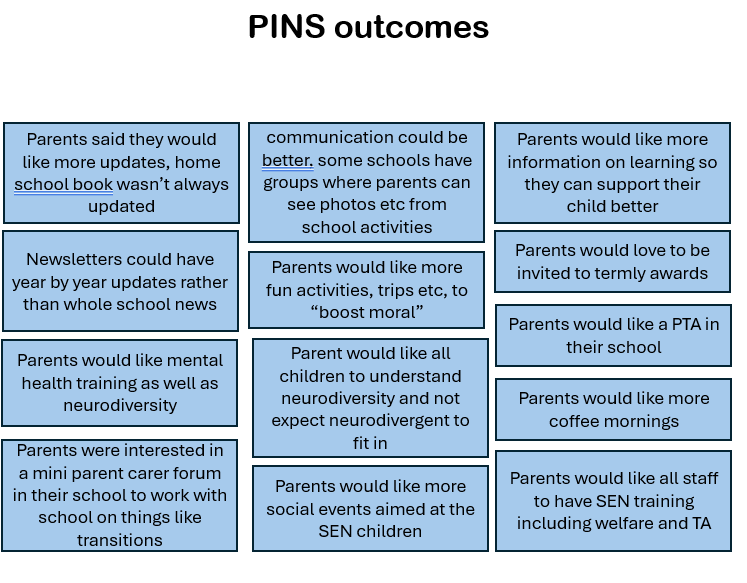 PINS outcomes
Parents said they would
like more updates, home
school book wasn't always
updated
Newsletters could have
year by year updates rather
than whole school news
Parents would like mental
health training as well as
neurodiversity
Parents were interested in
a mini parent carer forum
in their school to work with
school on things like
transitions
communication could be
better. some schools have
groups where parents can
see photos etc from
school activities
Parents would like more
fun activities, trips etc, to
“boost moral”
Parent would like all
children to understand
neurodiversity and not
expect neurodivergent to
fit in
Parents would like more
social events aimed at the
SEN children
Parents would like more
information on learning so
they can support their
child better
Parents would love to be
invited to termly awards
Parents would like a PTA in
their school
Parents would like more
coffee mornings
Parents would like all staff
to have SEN training
including welfare and TA